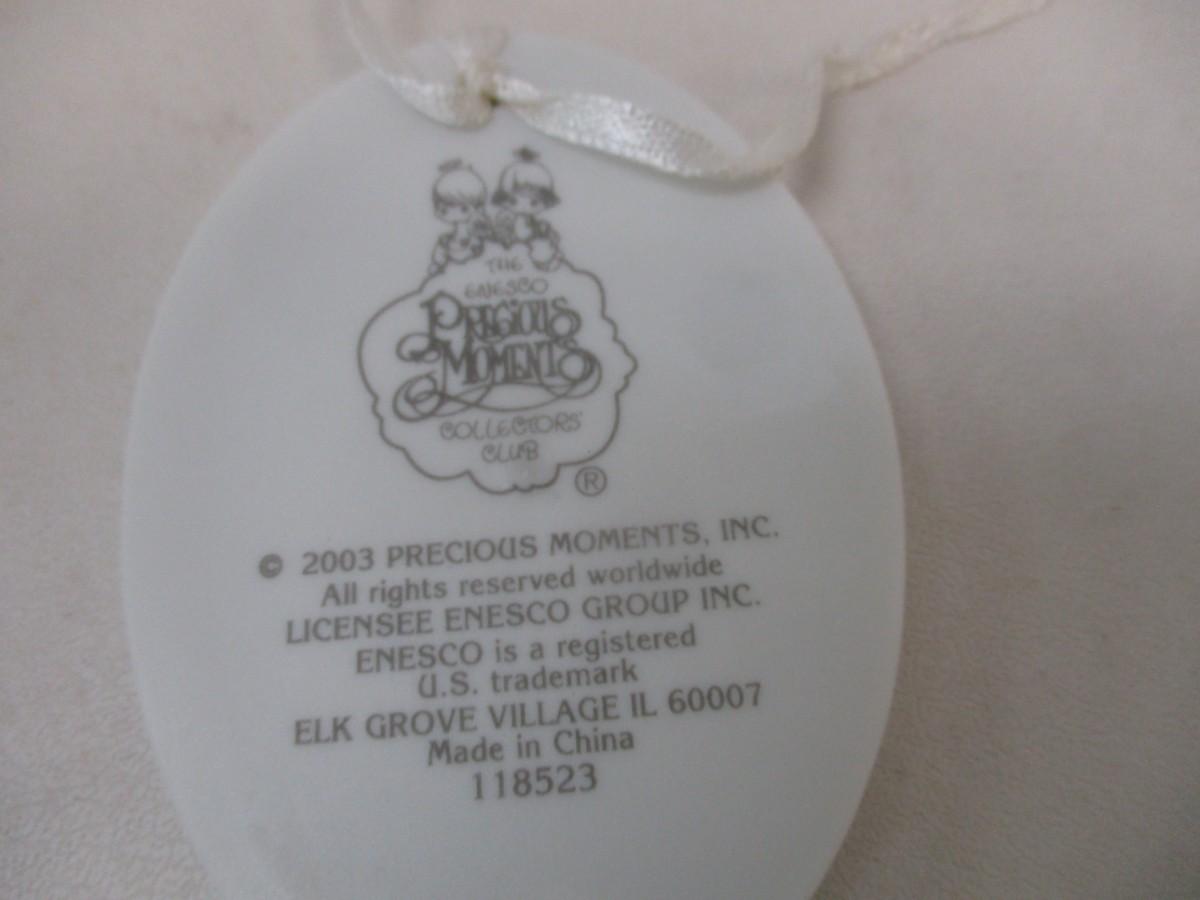 THE
ENESCO
PRECIOUS
MOMENTS
COLLECTORS'
CLUB
®
© 2003 PRECIOUS MOMENTS, INC.
All rights reserved worldwide
LICENSEE ENESCO GROUP INC.
ENESCO is a registered
U.S. trademark
ELK GROVE VILLAGE IL 60007
Made in China
118523